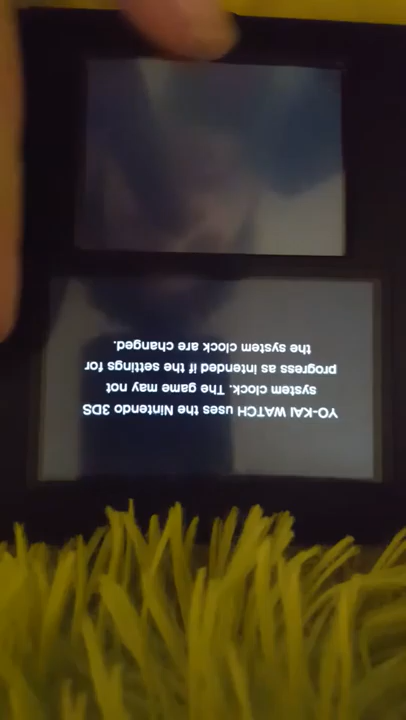 YO-KAI WATCH uses the Nintendo 3DS
system clock. The game may not
progress as intended if the settings for
the system clock are changed.